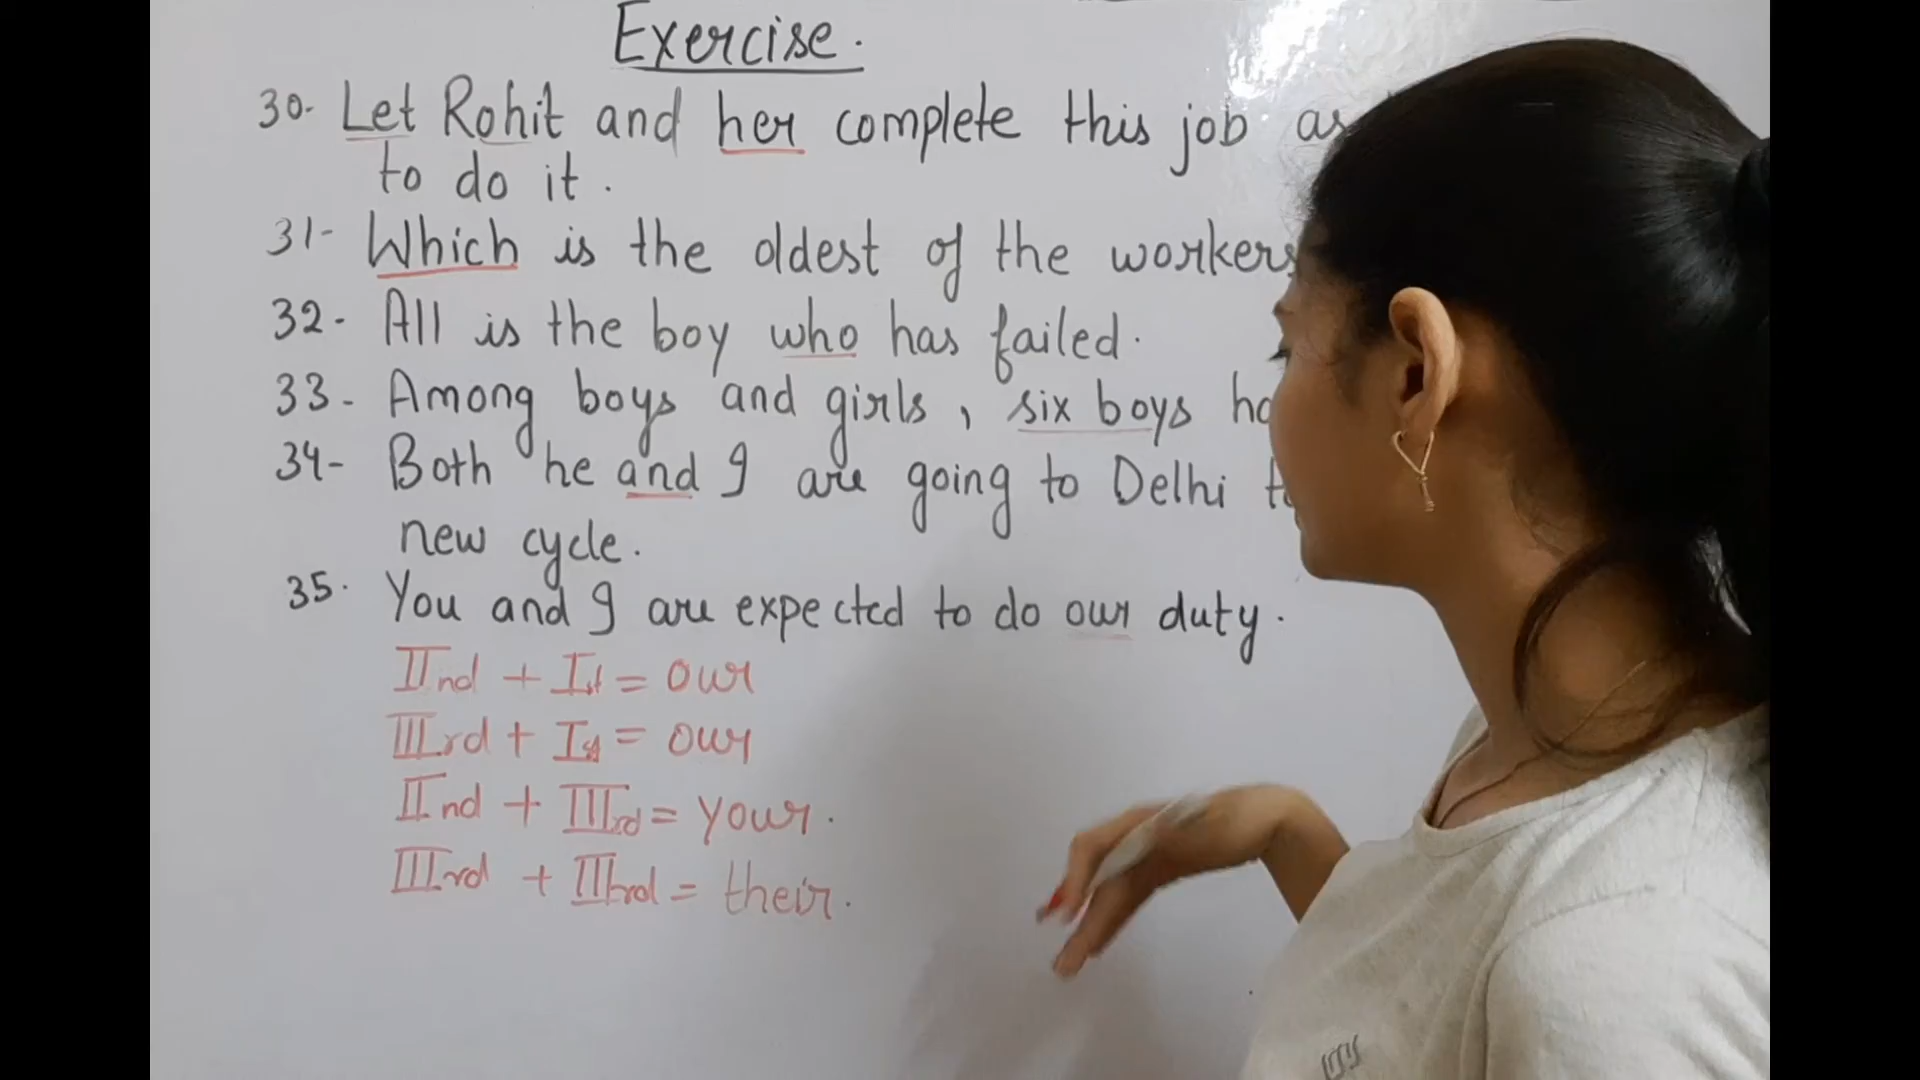 Exercise.
30- Let Rohit and her complete this job as
to do it.
31- Which is the oldest of the workers
32- All is the boy who has failed.
33- Among boys and girls, six boys
34- Both he and I are going to Delhi
new cycle.
35. You and I are expected to do our duty.
IInd + Ist = our
IIIrd + Ist = our
IInd + IIIrd = your.
IIIrd + IIIrd = their.